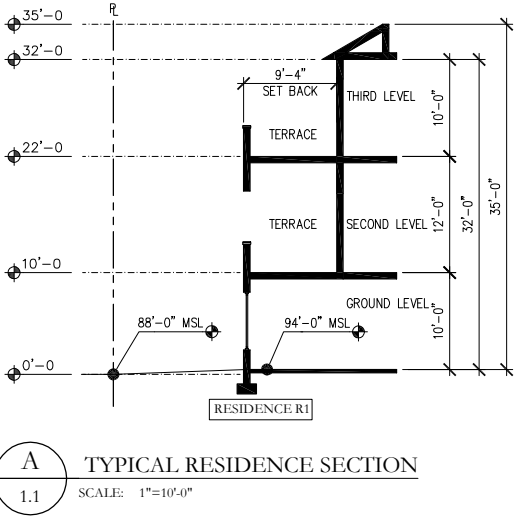 35'-0
PL
32'-0
9'-4"
SET BACK
THIRD LEVEL
10'-0"
TERRACE
22'-0
35'-0"
32'-0"
12'-0"
TERRACE
SECOND LEVEL
10'-0
GROUND LEVEL
10'-0"
88'-0" MSL
94'-0" MSL
0'-0
RESIDENCE R1
A
TYPICAL RESIDENCE SECTION
1.1
SCALE: 1"=10'-0"